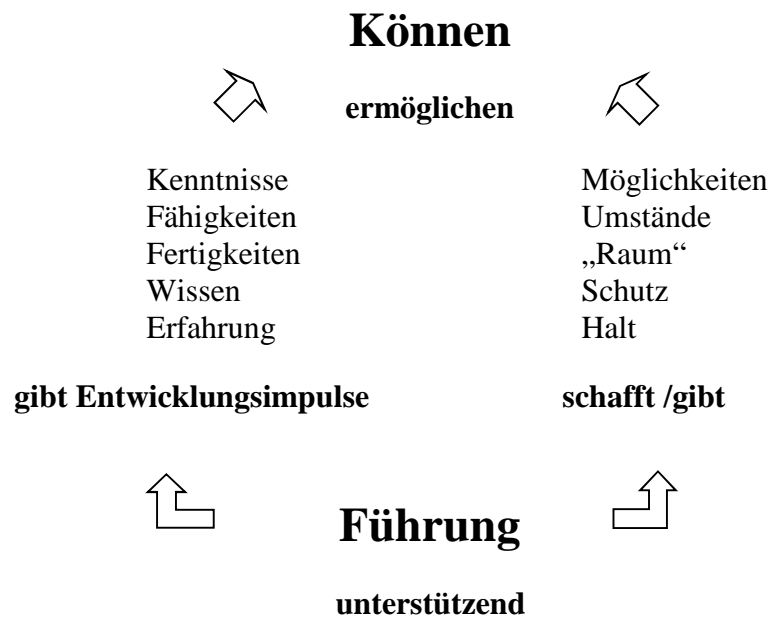 Können
ermöglichen
Kenntnisse
Fähigkeiten
Fertigkeiten
Wissen
Erfahrung
Möglichkeiten
Umstände
„Raum“
Schutz
Halt
gibt Entwicklungsimpulse
schafft /gibt
Führung
unterstützend